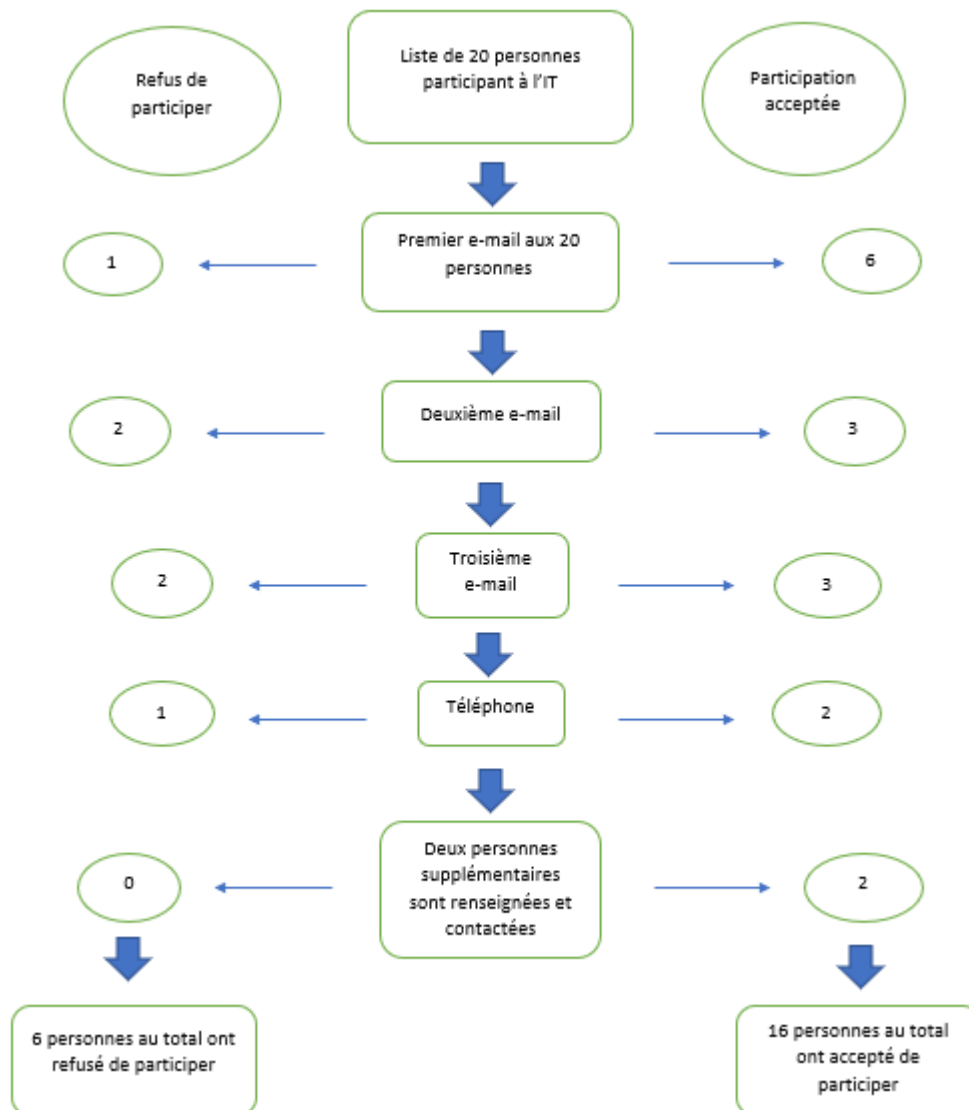 Refus de
participer
Liste de 20 personnes
participant à l'IT
Participation
acceptée
1
Premier e-mail aux 20
personnes
6
2
Deuxième e-mail
3
2
Troisième
e-mail
3
1
Téléphone
2
0
Deux personnes
supplémentaires
sont renseignées et
contactées
2
6 personnes au total ont
refusé de participer
16 personnes au total
ont accepté de
participer